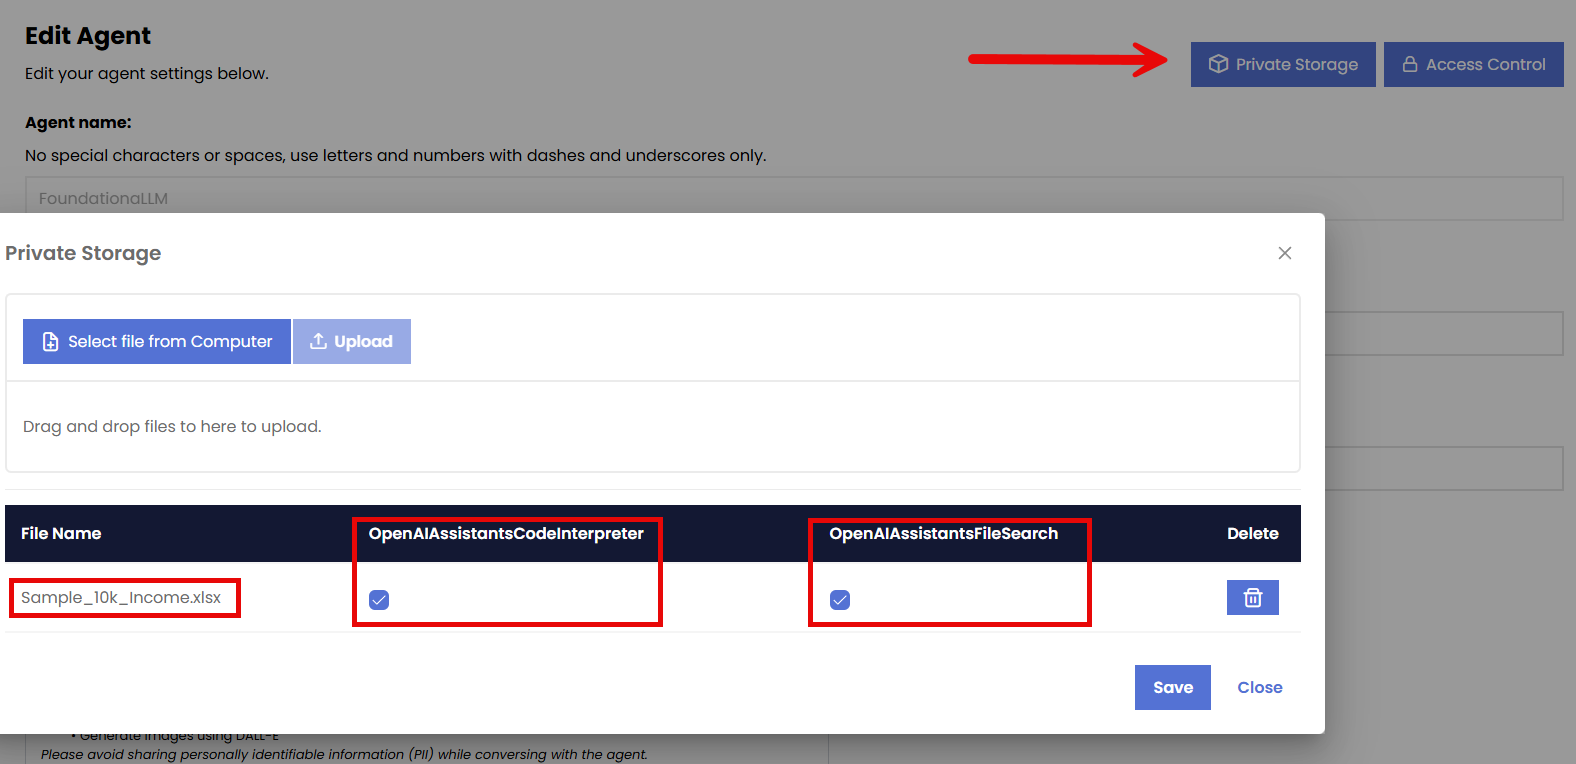 Edit Agent
Edit your agent settings below.
Private Storage
Access Control
Agent name:
No special characters or spaces, use letters and numbers with dashes and underscores only.
FoundationaLLM
Private Storage
Select file from Computer
Upload
Drag and drop files to here to upload.
File Name OpenAIAssistantsCodeInterpreter OpenAIAssistantsFileSearch Delete
Sample_10k_Income.xlsx
Save Close
• Generate images using DALL-E
Please avoid sharing personally identifiable information (PII) while conversing with the agent.